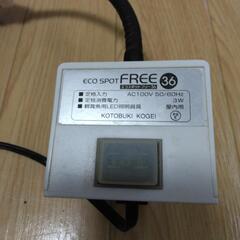 ECO SPOT FREE 36
エコスポット フリー 36
■定格入力 AC100V 50/60Hz
■定格消費電力 3W
■観賞魚用LED照明器具 屋内用
KOTOBUKI KOGEI